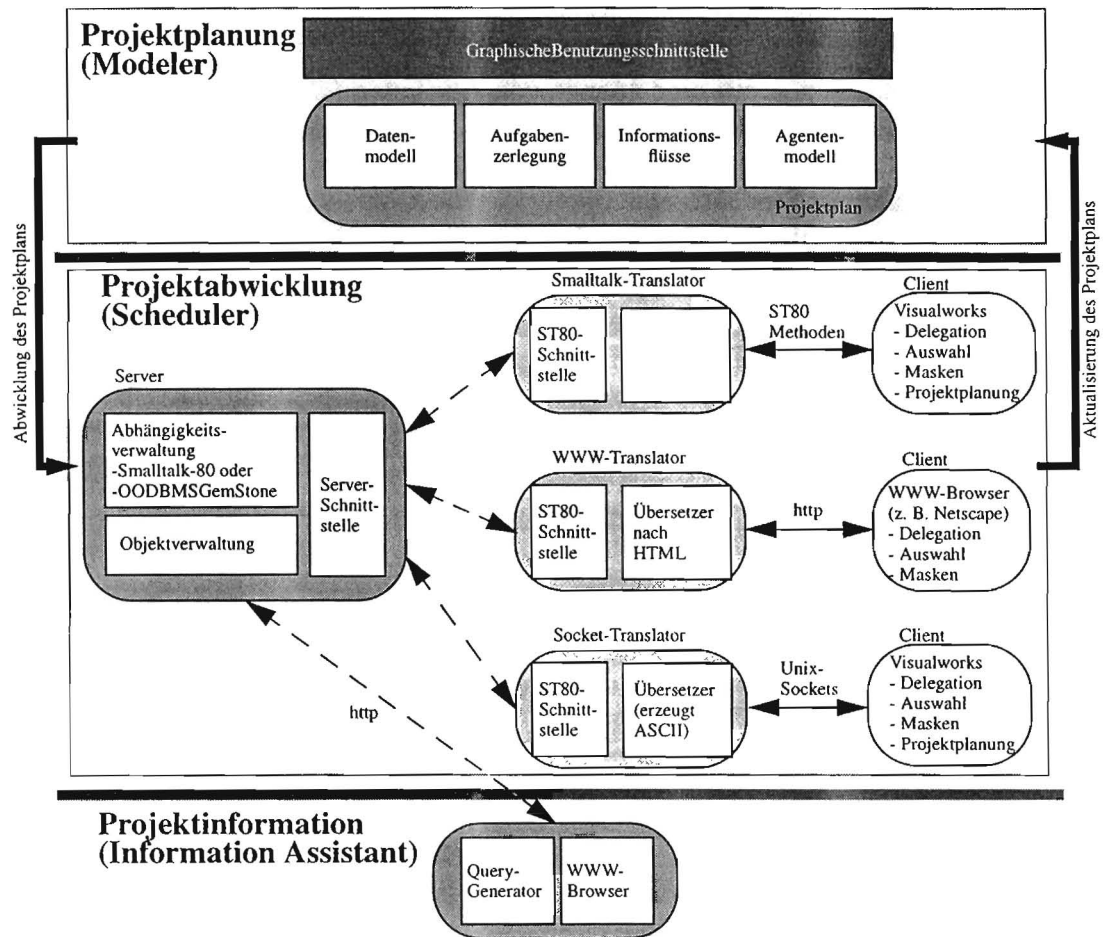 Projektplanung
(Modeler)
GraphischeBenutzungsschnittstelle
Daten-
modell
Aufgaben-
zerlegung
Informations-
flüsse
Agenten-
modell
Projektplan
Abwicklung des Projektplans
Aktualisierung des Projektplans
Projektabwicklung
(Scheduler)
Server
Abhängigkeits-
verwaltung
-Smalltalk-80 oder
-OODBMSGemStone
Objektverwaltung
Server-
Schnitt-
stelle
Smalltalk-Translator
ST80-
Schnitt-
stelle
ST80
Methoden
Client
Visualworks
- Delegation
- Auswahl
- Masken
- Projektplanung
WWW-Translator
ST80-
Schnitt-
stelle
Übersetzer
nach
HTML
http
Client
WWW-Browser
(z. B. Netscape)
- Delegation
- Auswahl
- Masken
Socket-Translator
ST80-
Schnitt-
stelle
Übersetzer
(erzeugt
ASCII)
Unix-
Sockets
Client
Visualworks
- Delegation
- Auswahl
- Masken
- Projektplanung
http
Projektinformation
(Information Assistant)
Query-
Generator
WWW-
Browser